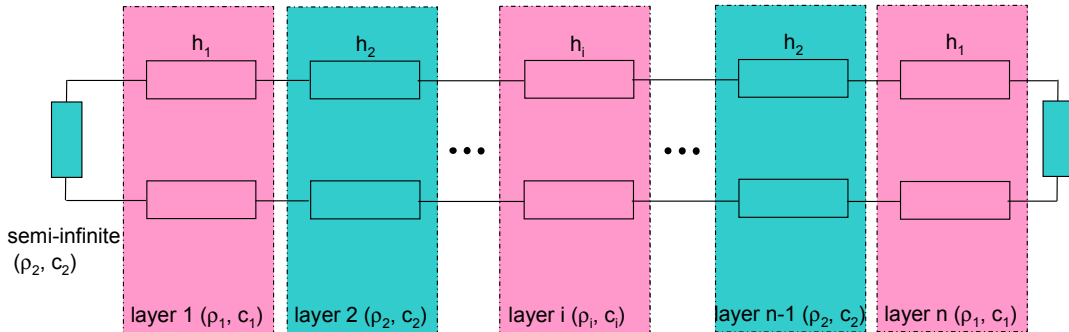 h₁
h₂
hᵢ
h₂
h₁
semi-infinite
(ρ₂, c₂)
layer 1 (ρ₁, c₁)
layer 2 (ρ₂, c₂)
layer i (ρᵢ, cᵢ)
layer n-1 (ρ₂, c₂)
layer n (ρ₁, c₁)